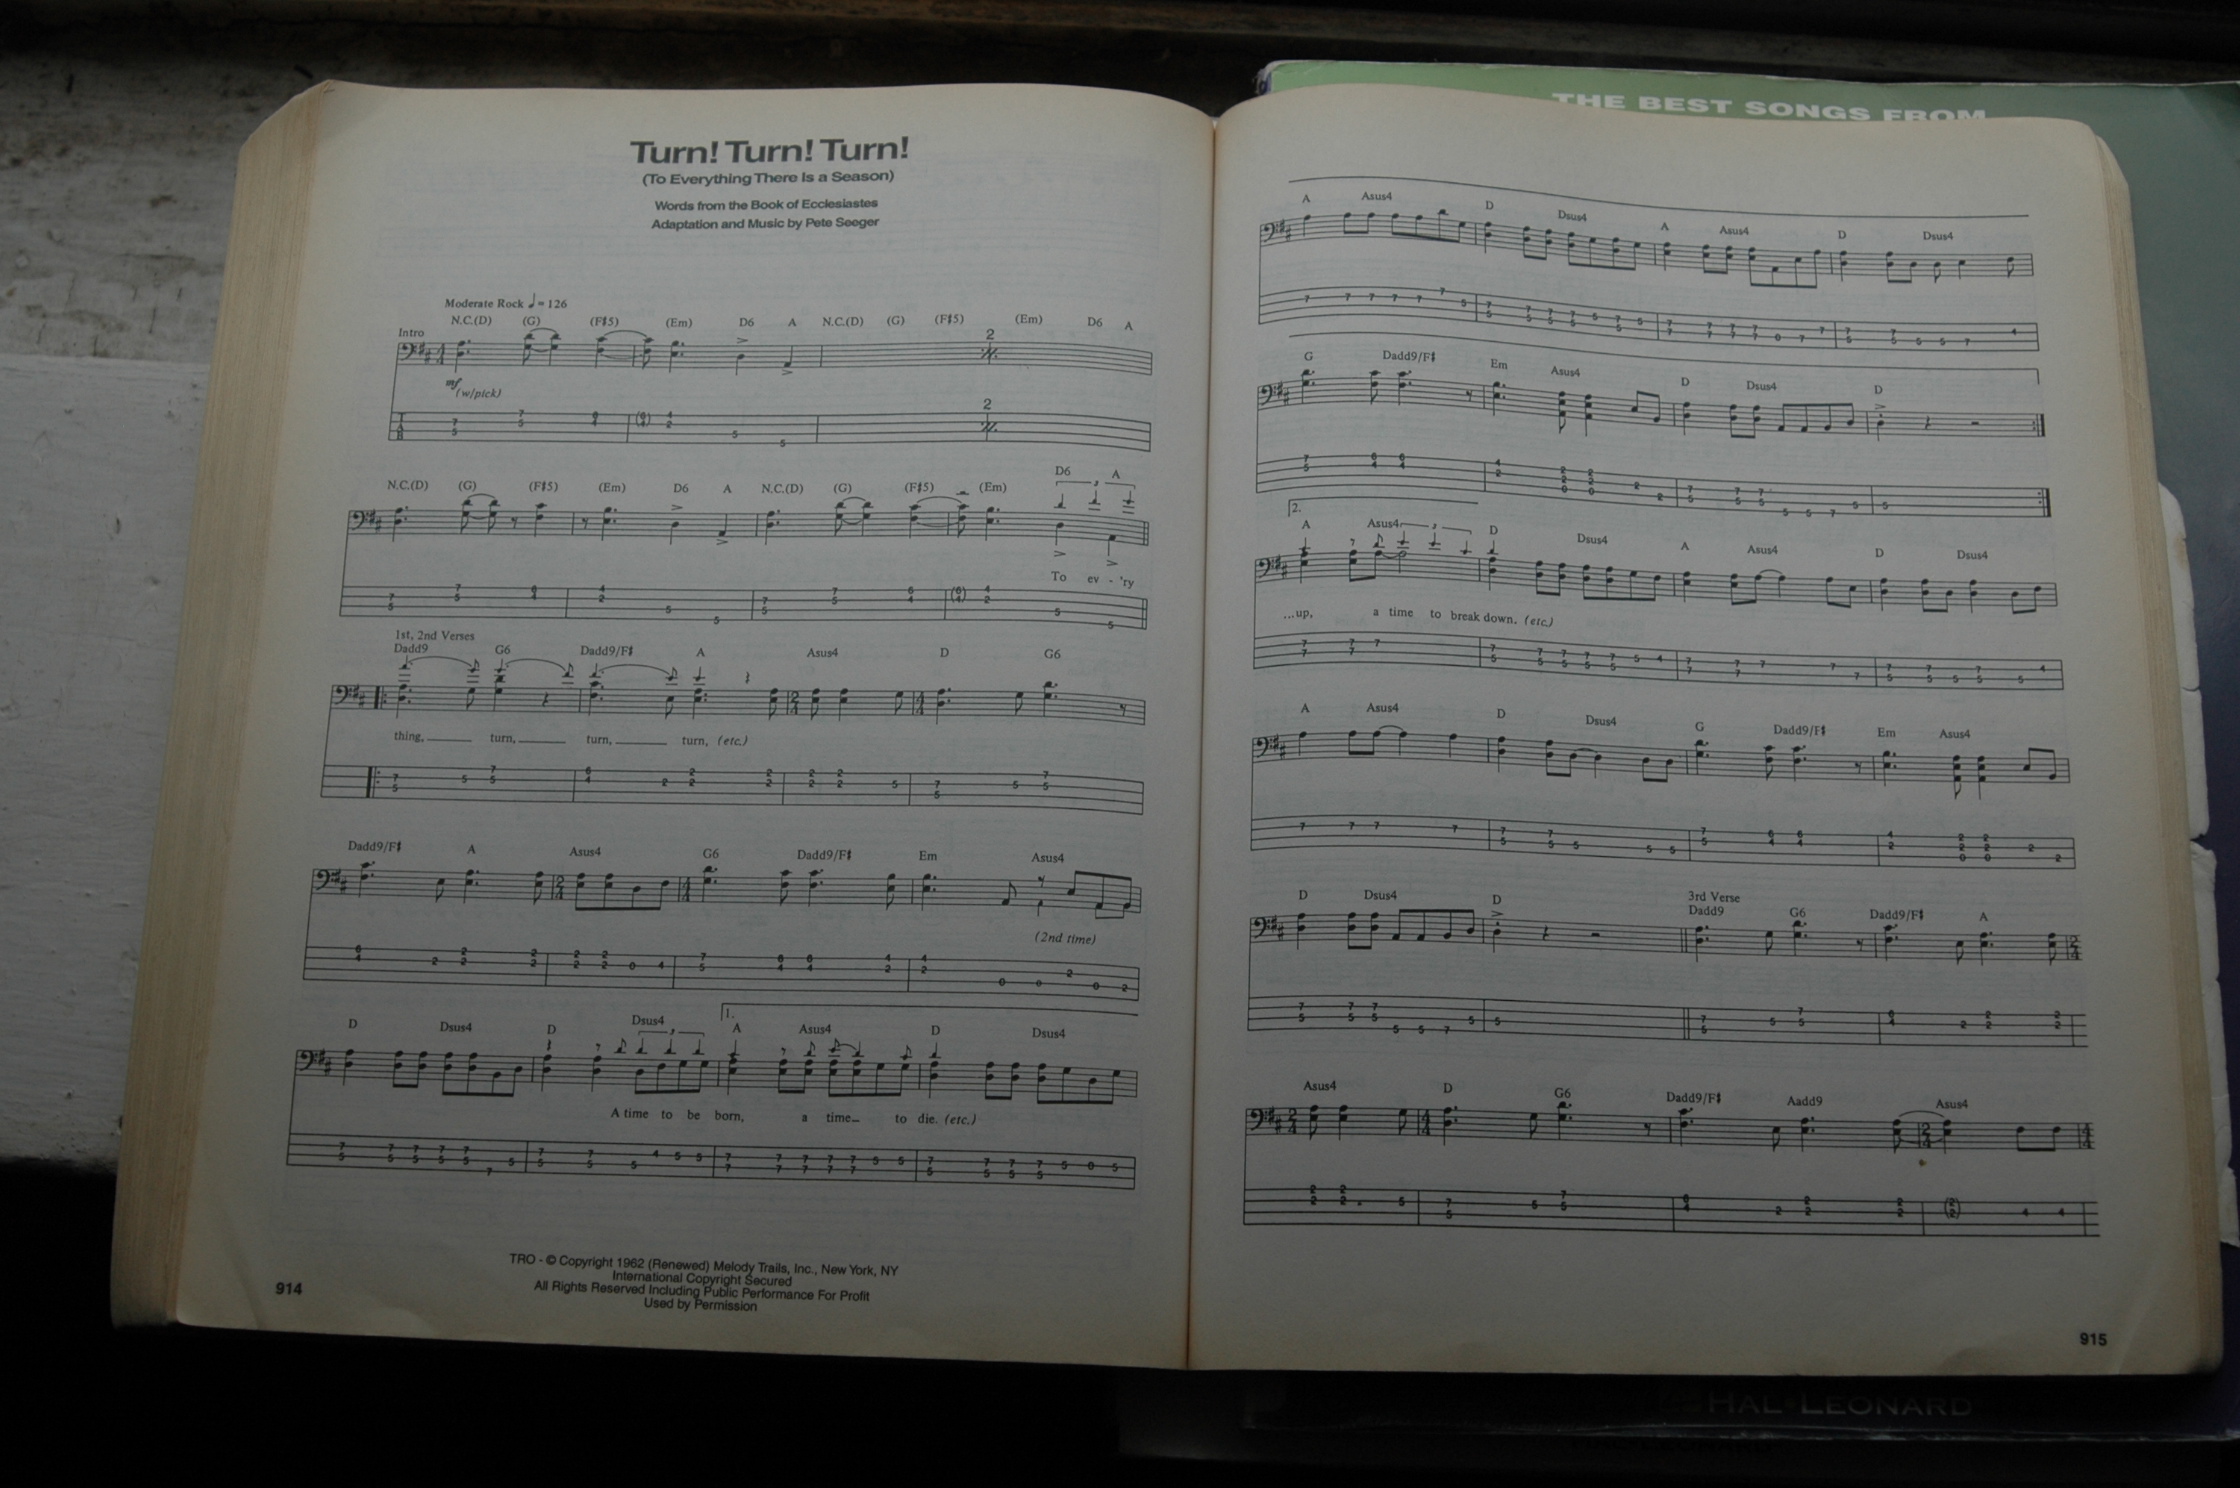 THE BEST SONGS FROM
Turn! Turn! Turn!
(To Everything There Is a Season)
Words from the Book of Ecclesiastes
Adaptation and Music by Pete Seeger
Moderate Rock ♩= 126
Intro
N.C.(D) (G) (F♯5) (Em) D6 A N.C.(D) (G) (F♯5) (Em) D6 A
2
mf
(w/pick)
2
N.C.(D) (G) (F♯5) (Em) D6 A N.C.(D) (G) (F♯5) (Em) D6 A
3
To ev - 'ry
1st, 2nd Verses
Dadd9 G6 Dadd9/F♯ A Asus4 D G6
thing, turn, turn, turn, (etc.)
Dadd9/F♯ A Asus4 G6 Dadd9/F♯ Em Asus4
(2nd time)
1.
D Dsus4 D Dsus4 A Asus4 D Dsus4
3
A time to be born, a time to die. (etc.)
TRO - © Copyright 1962 (Renewed) Melody Trails, Inc., New York, NY
International Copyright Secured
All Rights Reserved Including Public Performance For Profit
Used by Permission
914
A Asus4 D Dsus4 A Asus4 D Dsus4
G Dadd9/F♯ Em Asus4 D Dsus4 D
2.
A Asus4 3 D Dsus4 A Asus4 D Dsus4
...up, a time to break down. (etc.)
A Asus4 D Dsus4 G Dadd9/F♯ Em Asus4
3rd Verse
D Dsus4 D Dadd9 G6 Dadd9/F♯ A
Asus4 D G6 Dadd9/F♯ Aadd9 Asus4
915
HAL•LEONARD